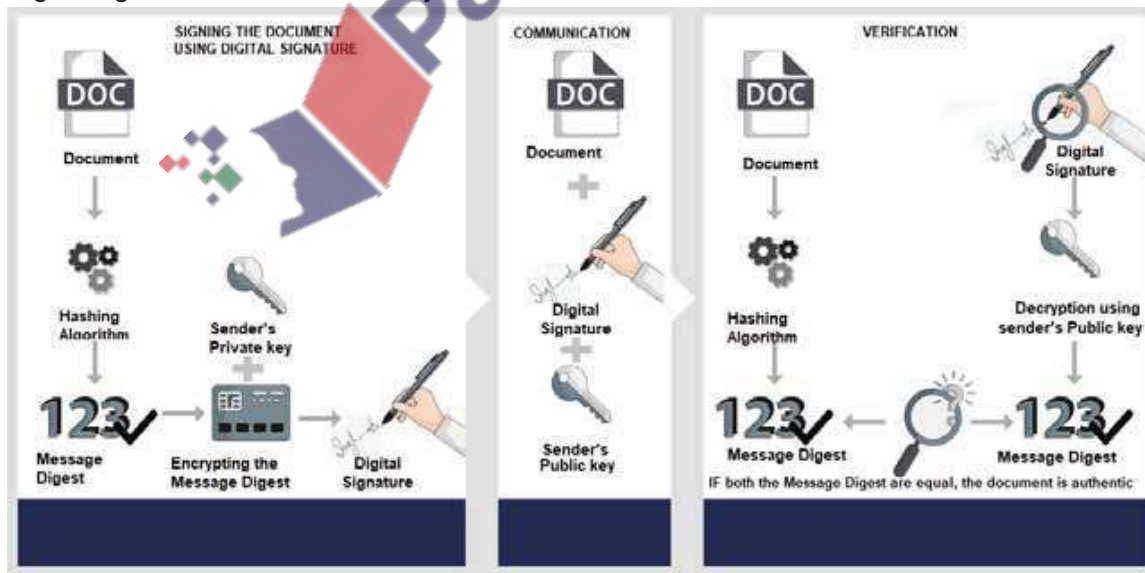 SIGNING THE DOCUMENT
USING DIGITAL SIGNATURE
DOC
Document
Hashing
Algorithm
Sender's
Private key
123
Message
Digest
Encrypting the
Message Digest
Digital
Signature
COMMUNICATION
DOC
Document
Digital
Signature
Sender's
Public key
VERIFICATION
DOC
Document
Digital
Signature
Hashing
Algorithm
Decryption using
sender's Public key
123
Message Digest
123
Message Digest
IF both the Message Digest are equal, the document is authentic